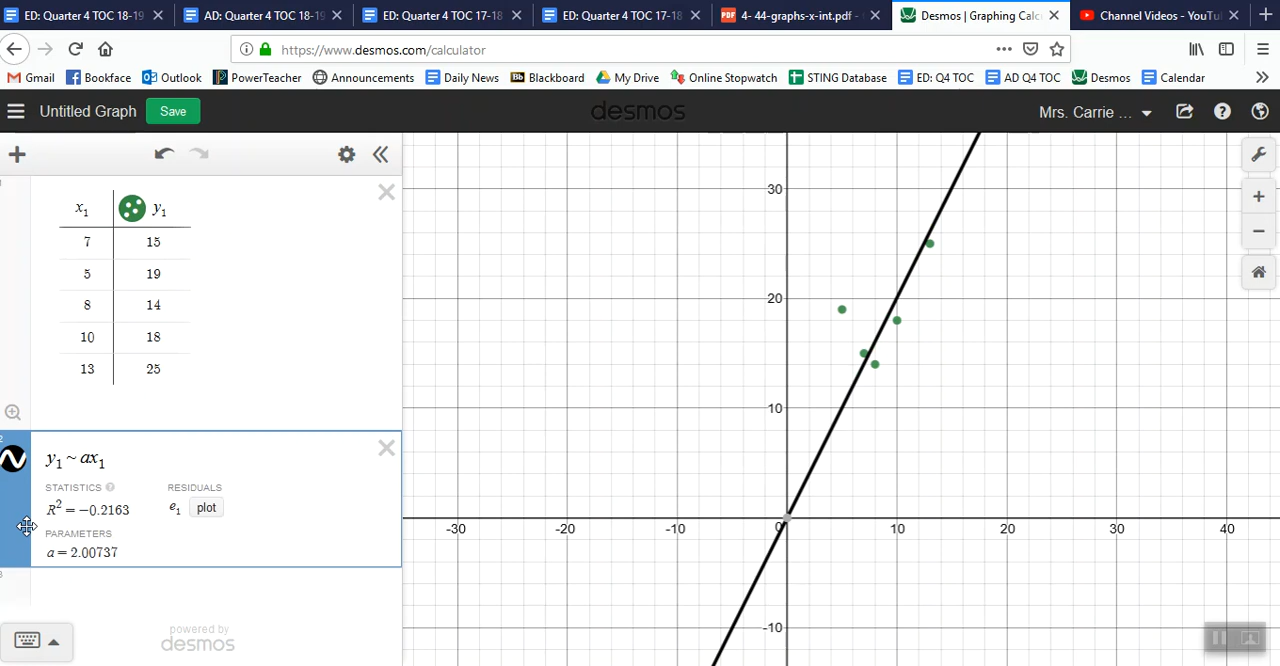 ED: Quarter 4 TOC 18-19
AD: Quarter 4 TOC 18-19
ED: Quarter 4 TOC 17-18
ED: Quarter 4 TOC 17-18
4- 44-graphs-x-int.pdf -
Desmos | Graphing Calc
Channel Videos - YouTu
https://www.desmos.com/calculator
Gmail
Bookface
Outlook
PowerTeacher
Announcements
Daily News
Bb Blackboard
My Drive
Online Stopwatch
STING Database
ED: Q4 TOC
AD Q4 TOC
Desmos
Calendar
Untitled Graph
Save
desmos
Mrs. Carrie ...
x₁ y₁
7 15
5 19
8 14
10 18
13 25
2
y₁ ~ ax₁
STATISTICS RESIDUALS
R² = −0.2163 e₁ plot
PARAMETERS
a = 2.00737
3
powered by
desmos
30
20
10
-30 -20 -10 0 10 20 30 40
-10